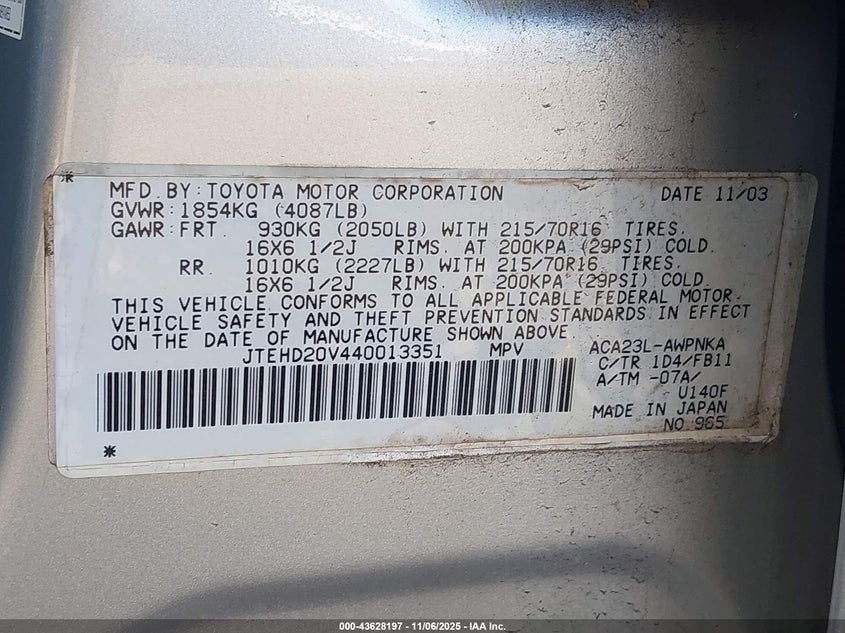 MFD. BY: TOYOTA MOTOR CORPORATION DATE 11/03
GVWR: 1854KG (4087LB)
GAWR: FRT. 930KG (2050LB) WITH 215/70R16 TIRES.
16X6 1/2J RIMS. AT 200KPA (29PSI) COLD.
RR. 1010KG (2227LB) WITH 215/70R16 TIRES.
16X6 1/2J RIMS. AT 200KPA (29PSI) COLD.
THIS VEHICLE CONFORMS TO ALL APPLICABLE FEDERAL MOTOR
VEHICLE SAFETY AND THEFT PREVENTION STANDARDS IN EFFECT
ON THE DATE OF MANUFACTURE SHOWN ABOVE.
JTEHD20V440013351 MPV ACA23L-AWPNKA
C/TR 1D4/FB11
A/TM -07A/
U140F
MADE IN JAPAN
NO.965
000-43628197 - 11/06/2025 - IAA Inc.